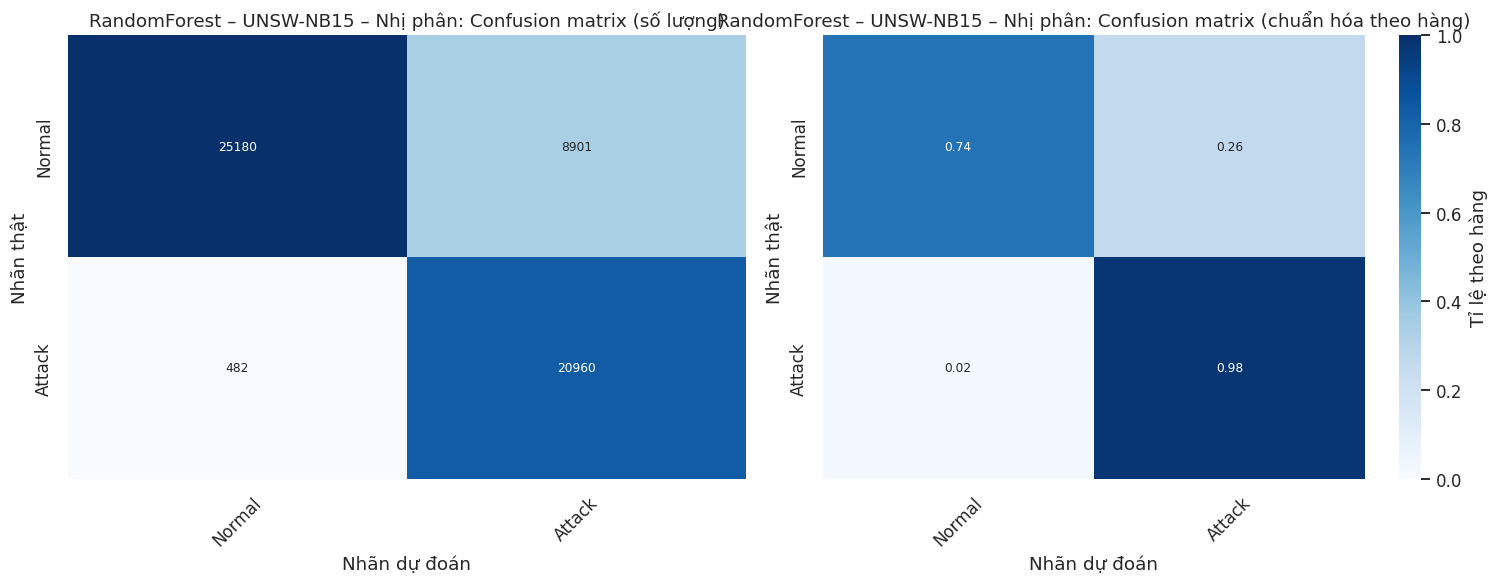 RandomForest – UNSW-NB15 – Nhị phân: Confusion matrix (số lượng)
Nhãn thật
Normal
Attack
25180
8901
482
20960
Normal
Attack
Nhãn dự đoán
RandomForest – UNSW-NB15 – Nhị phân: Confusion matrix (chuẩn hóa theo hàng)
Nhãn thật
Normal
Attack
0.74
0.26
0.02
0.98
Normal
Attack
Nhãn dự đoán
1.0
0.8
0.6
0.4
0.2
0.0
Tỉ lệ theo hàng